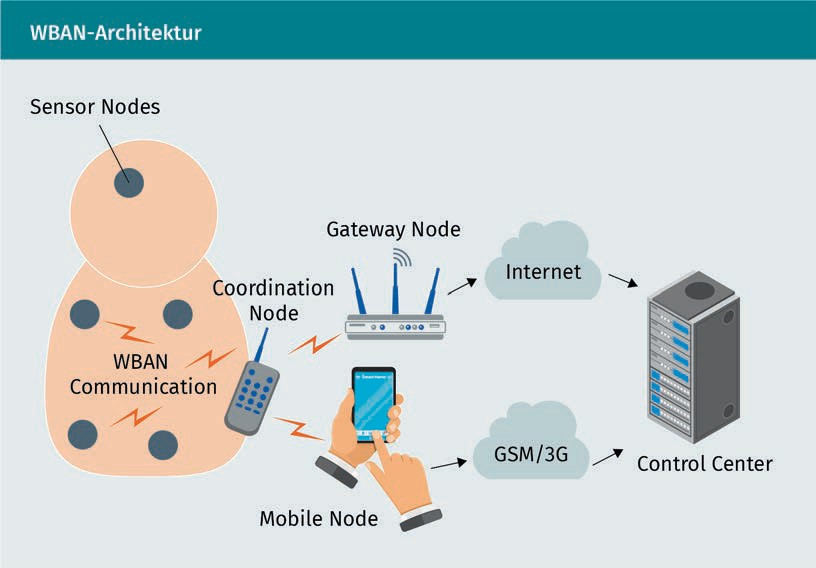 WBAN-Architektur
Sensor Nodes
Gateway Node
Internet
Coordination
Node
WBAN
Communication
GSM/3G
Control Center
Mobile Node